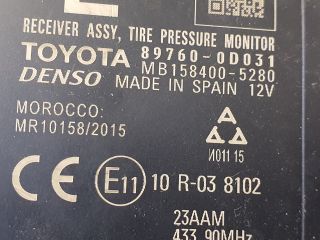 RECEIVER ASSY, TIRE PRESSURE MONITOR
TOYOTA 89760-0D031
DENSO MB158400-5280
MADE IN SPAIN 12V
MOROCCO:
MR10158/2015
И011 15
CE E11 10 R-03 8102
23AAM
433.90MHz